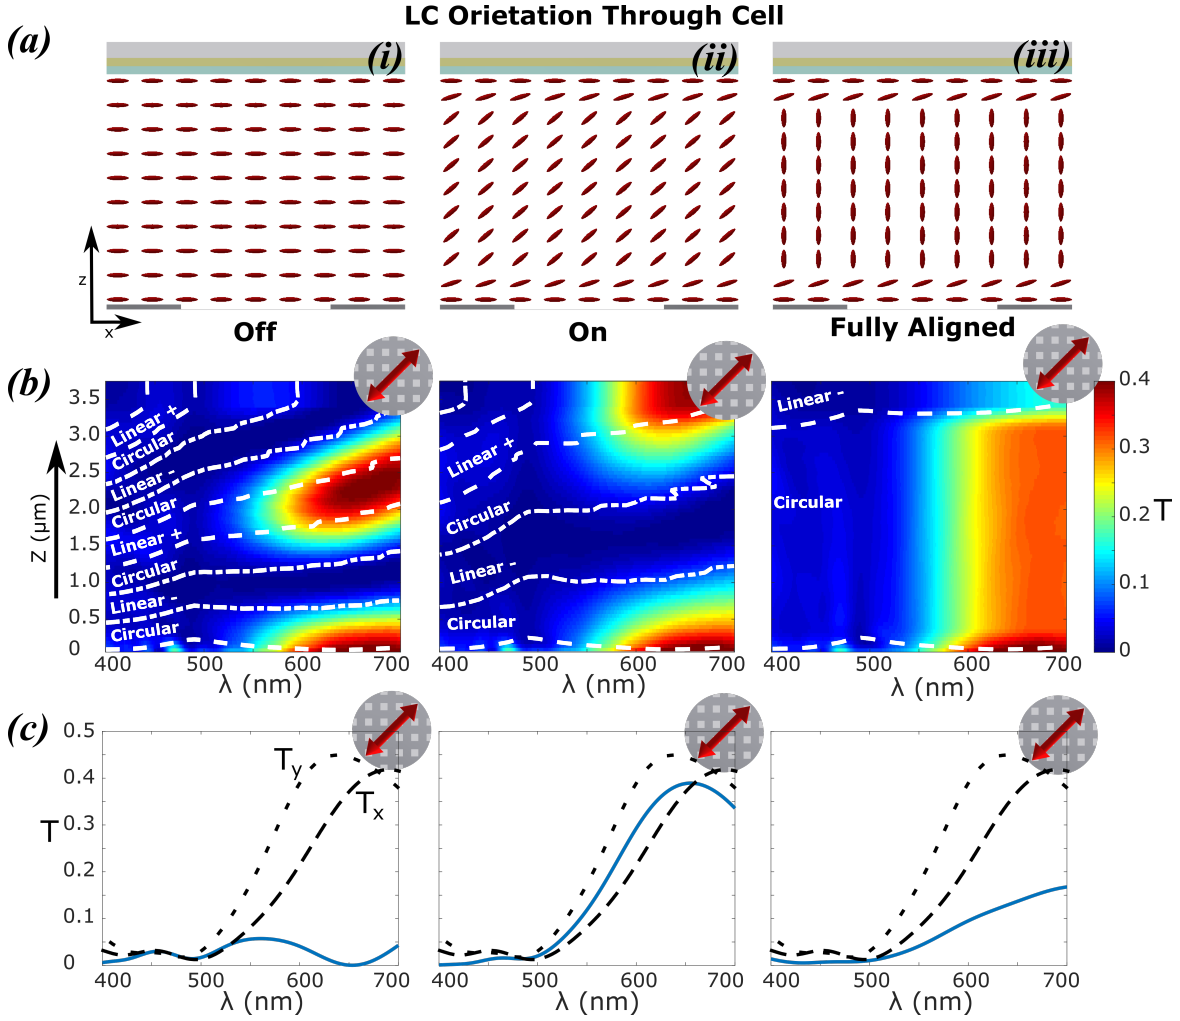 LC Orietation Through Cell
(a)
(i)
(ii)
(iii)
z
x
Off
On
Fully Aligned
(b)
3.5
3.0
2.5
2.0
1.5
1.0
0.5
0
Z (μm)
Linear +
Circular
Linear -
Circular
Linear +
Circular
Linear -
Circular
400 500 600 700
λ (nm)
Linear +
Circular
Linear -
Circular
400 500 600 700
λ (nm)
Linear -
Circular
400 500 600 700
λ (nm)
0.4
0.3
0.2
0.1
0
T
(c)
0.5
0.4
0.3
0.2
0.1
0
T
Ty
Tx
400 500 600 700
λ (nm)
400 500 600 700
λ (nm)
400 500 600 700
λ (nm)